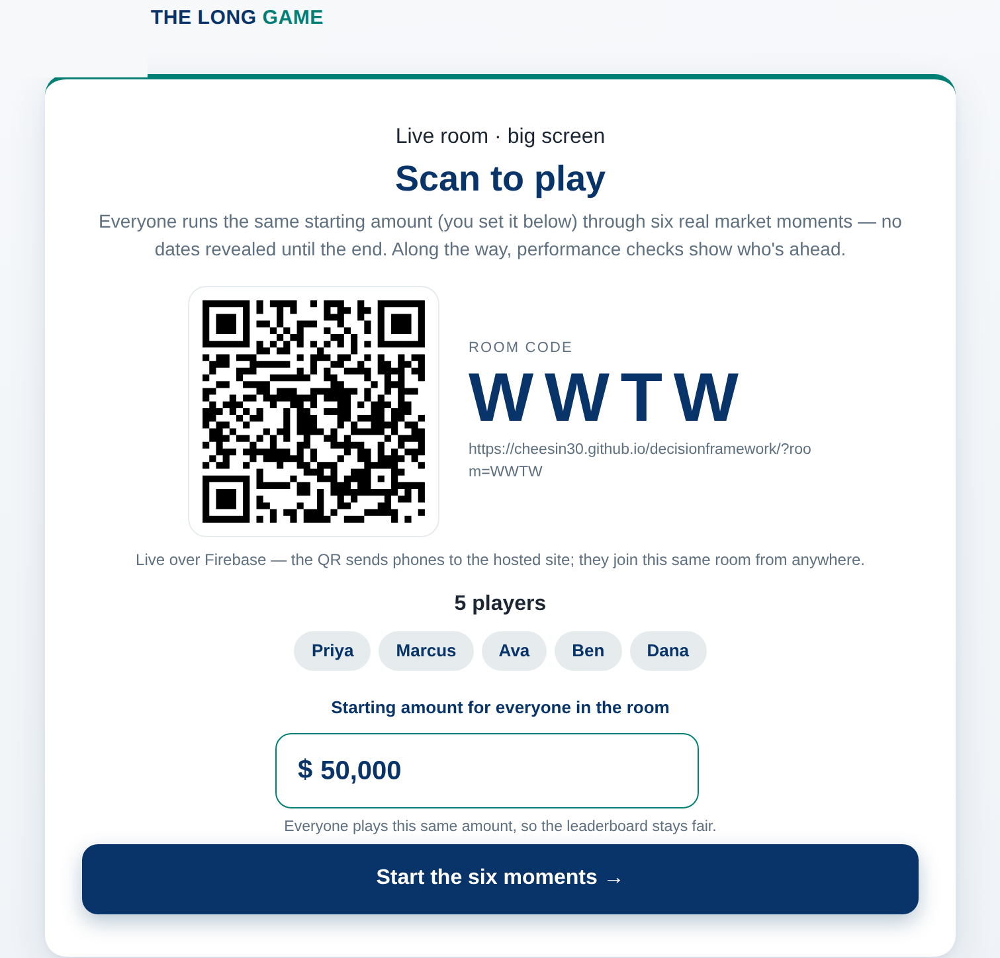 THE LONG GAME
Live room · big screen
Scan to play
Everyone runs the same starting amount (you set it below) through six real market moments — no
dates revealed until the end. Along the way, performance checks show who's ahead.
ROOM CODE
WWTW
https://cheesin30.github.io/decisionframework/?roo
m=WWTW
Live over Firebase — the QR sends phones to the hosted site; they join this same room from anywhere.
5 players
Priya Marcus Ava Ben Dana
Starting amount for everyone in the room
$ 50,000
Everyone plays this same amount, so the leaderboard stays fair.
Start the six moments →